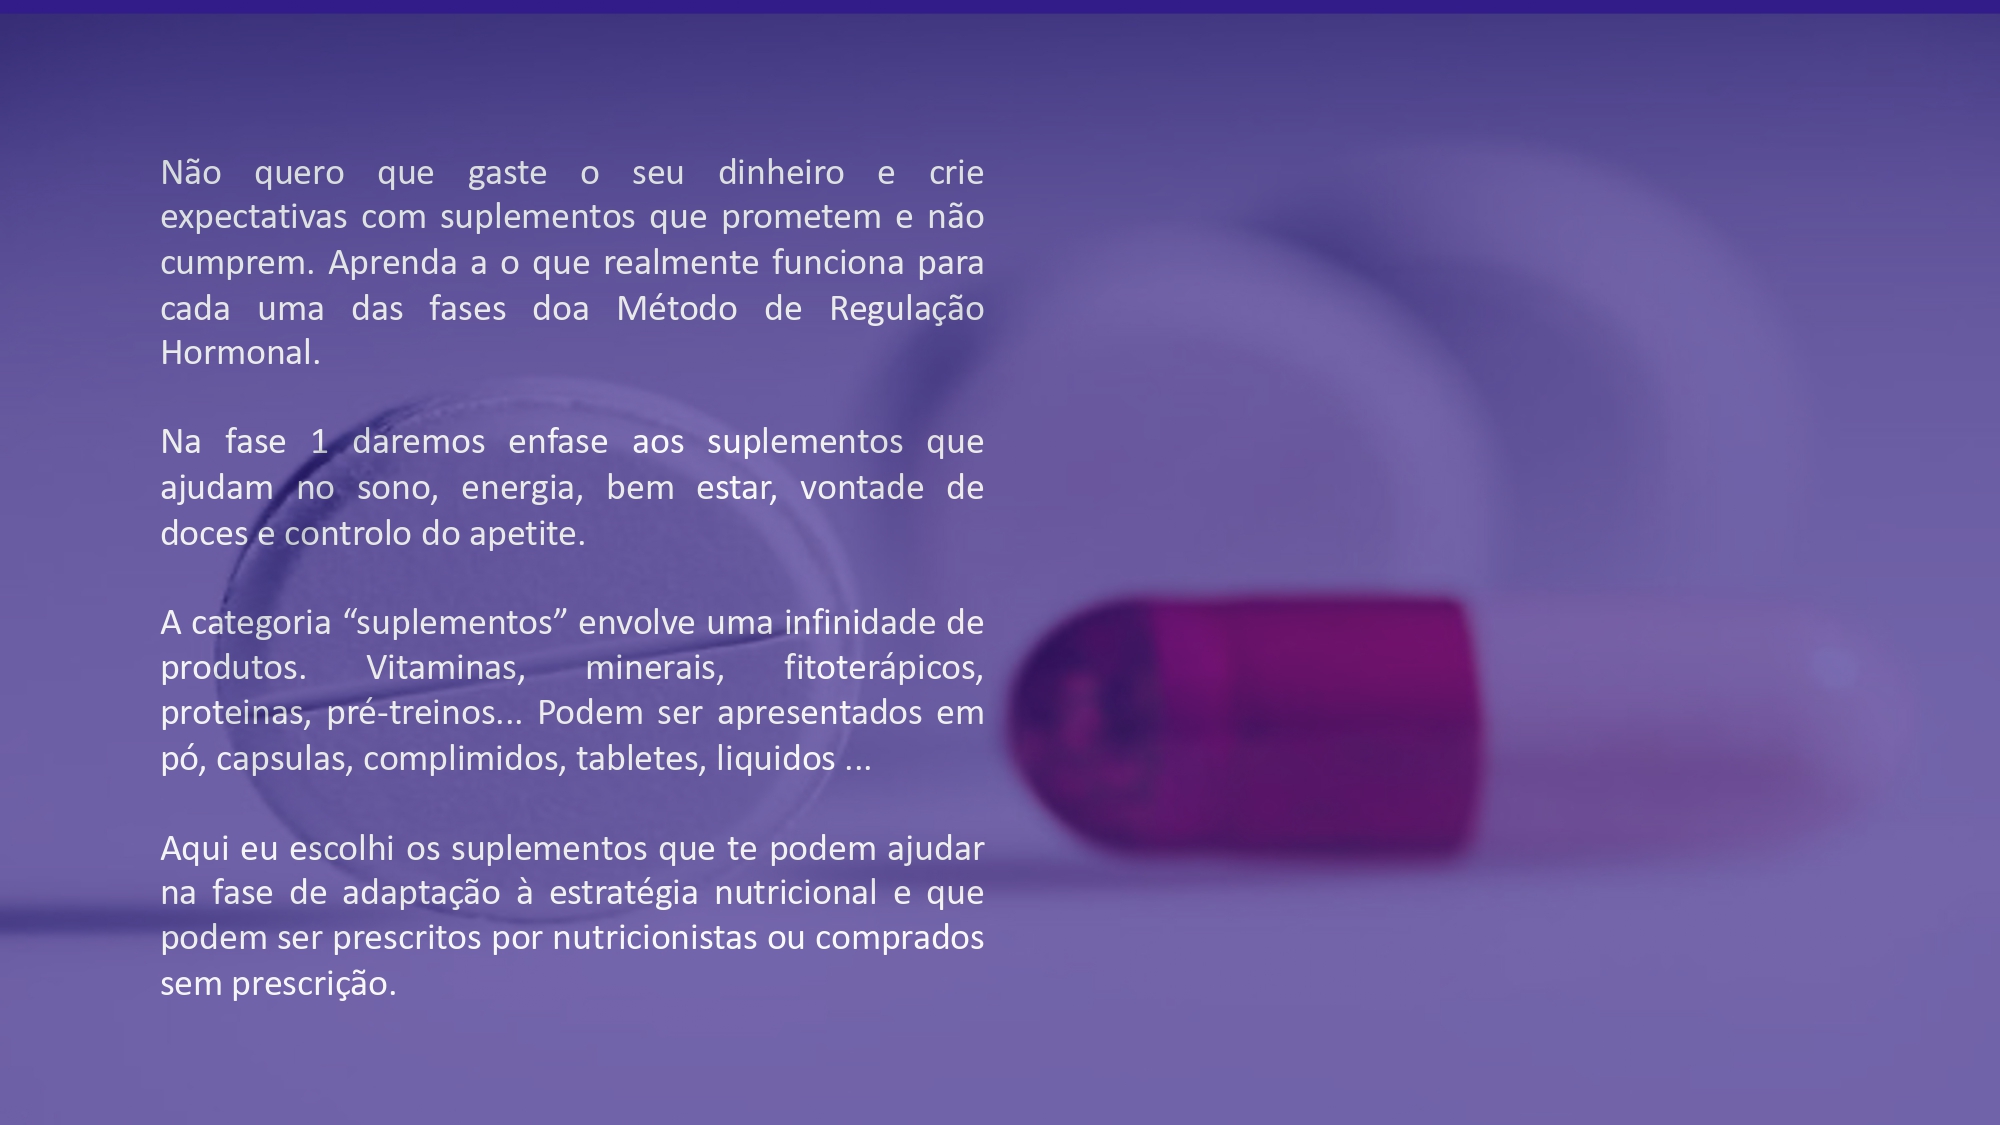 Não quero que gaste o seu dinheiro e crie
expectativas com suplementos que prometem e não
cumprem. Aprenda a o que realmente funciona para
cada uma das fases doa Método de Regulação
Hormonal.
Na fase 1 daremos enfase aos suplementos que
ajudam no sono, energia, bem estar, vontade de
doces e controlo do apetite.
A categoria “suplementos” envolve uma infinidade de
produtos. Vitaminas, minerais, fitoterápicos,
proteinas, pré-treinos... Podem ser apresentados em
pó, capsulas, complimidos, tabletes, liquidos ...
Aqui eu escolhi os suplementos que te podem ajudar
na fase de adaptação à estratégia nutricional e que
podem ser prescritos por nutricionistas ou comprados
sem prescrição.